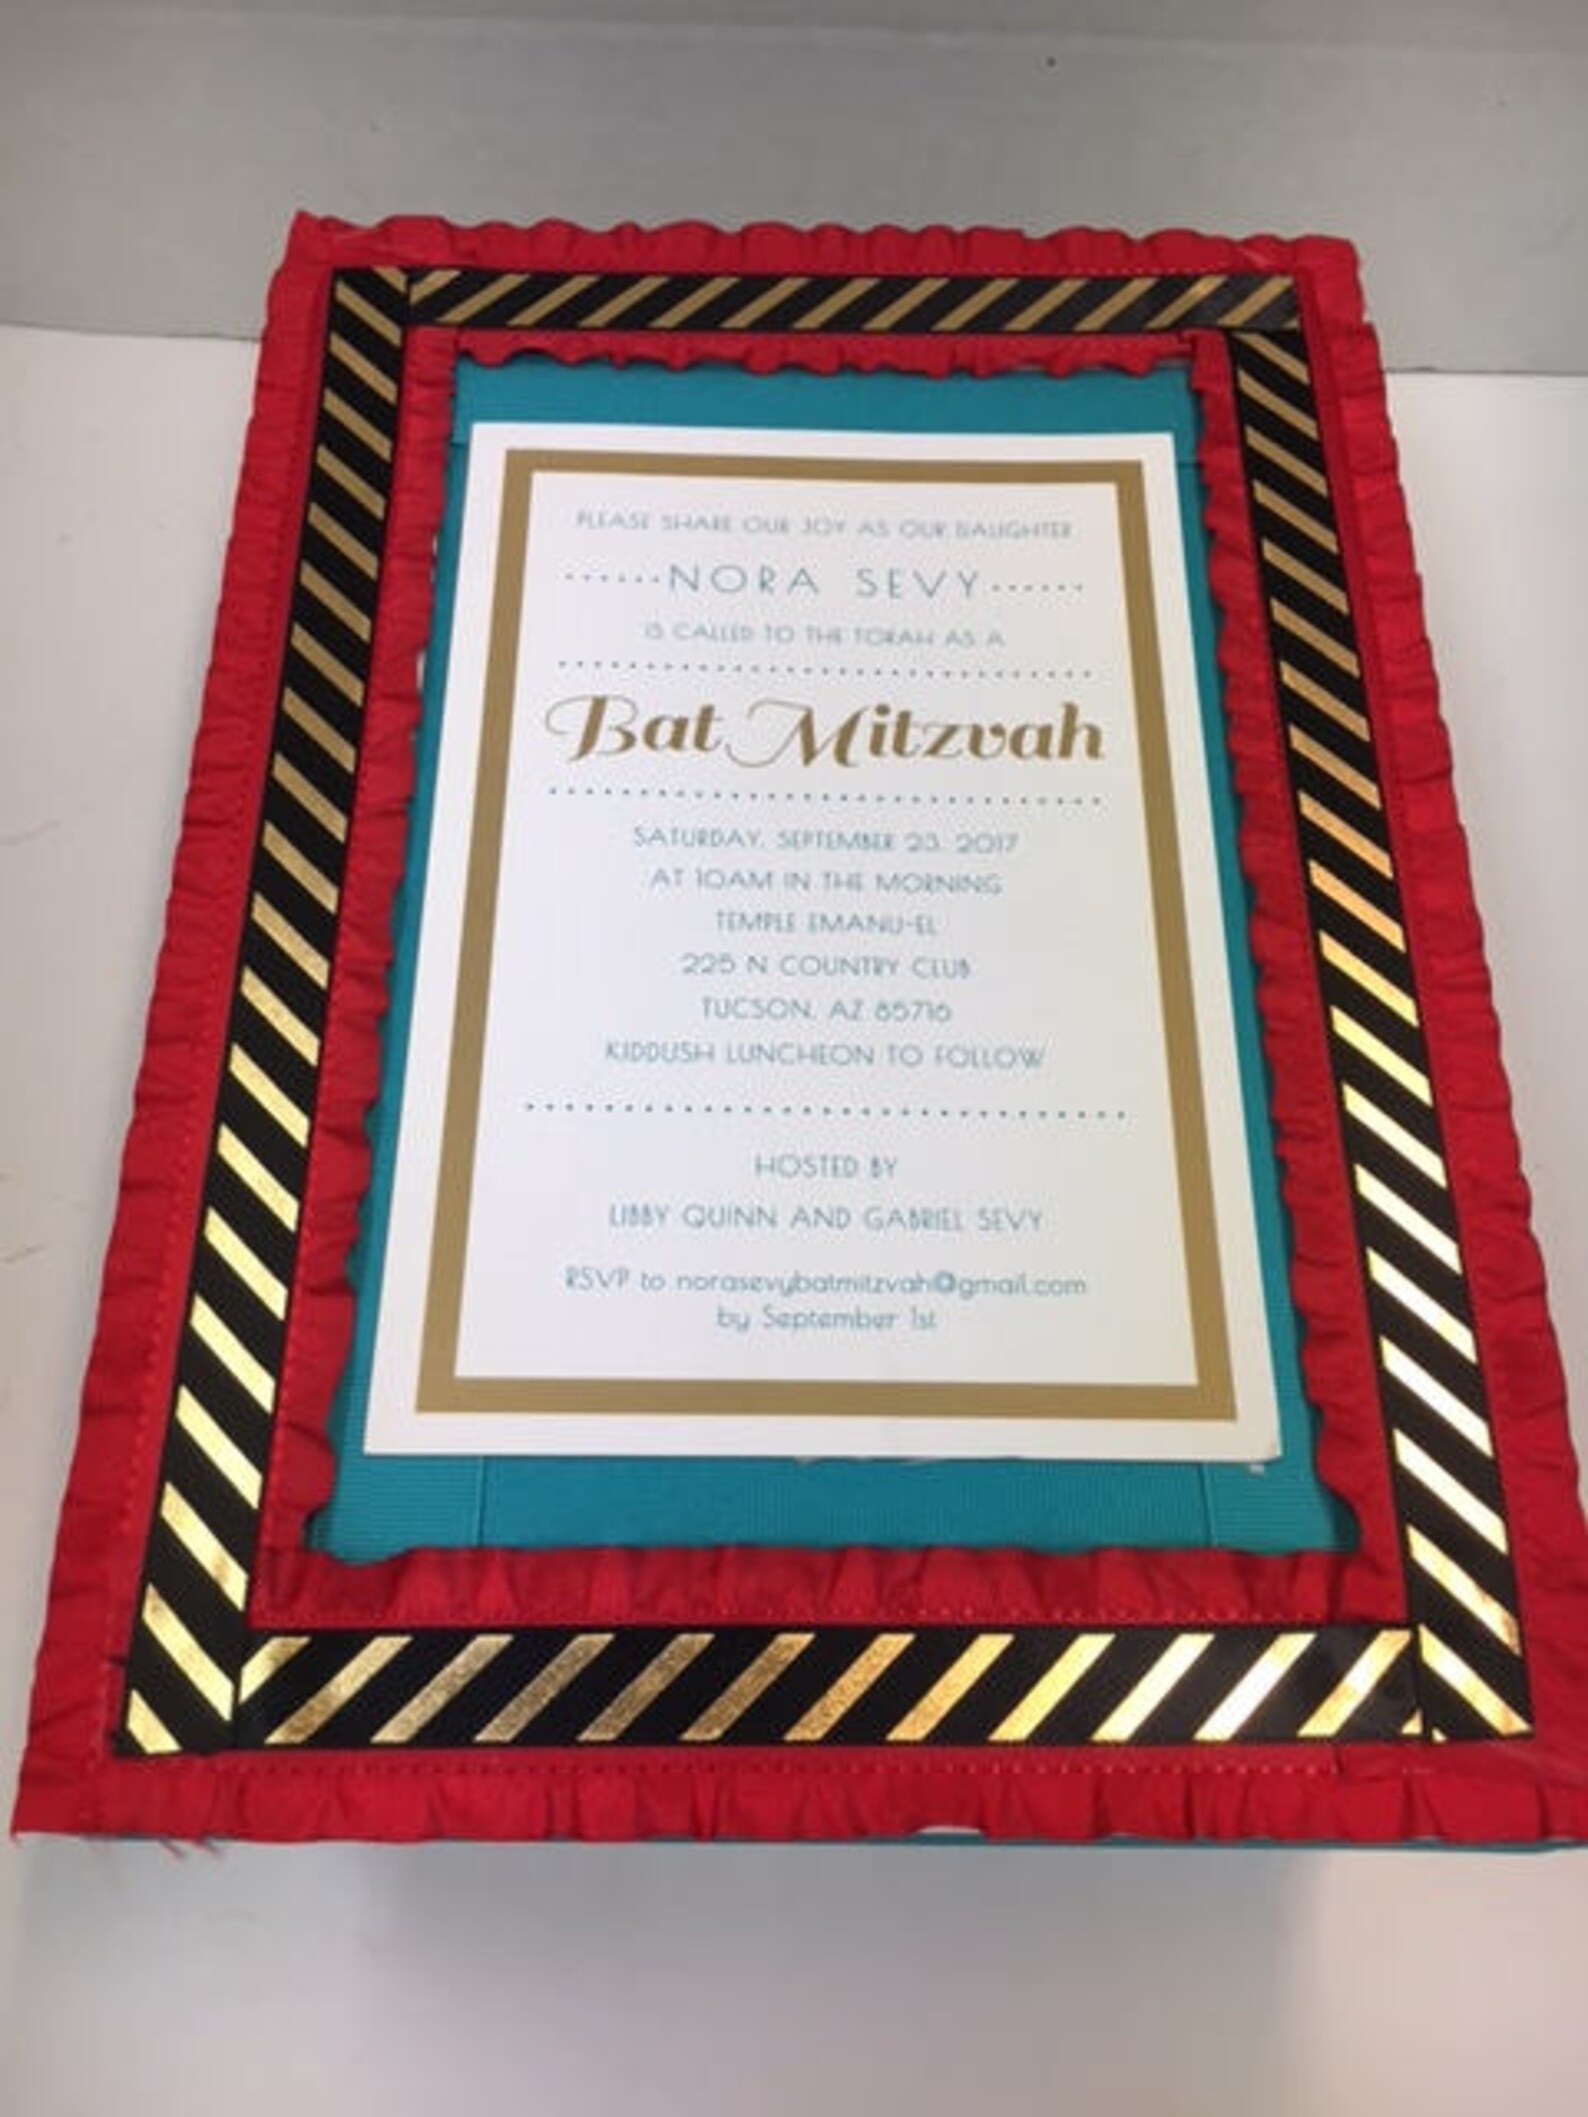 PLEASE SHARE OUR JOY AS OUR DAUGHTER
NORA SEVY
IS CALLED TO THE TORAH AS A
Bat Mitzvah
SATURDAY, SEPTEMBER 23, 2017
AT 10AM IN THE MORNING
TEMPLE EMANU-EL
225 N COUNTRY CLUB
TUCSON, AZ 85716
KIDDUSH LUNCHEON TO FOLLOW
HOSTED BY
LIBBY QUINN AND GABRIEL SEVY
RSVP to norasevybatmitzvah@gmail.com
by September 1st